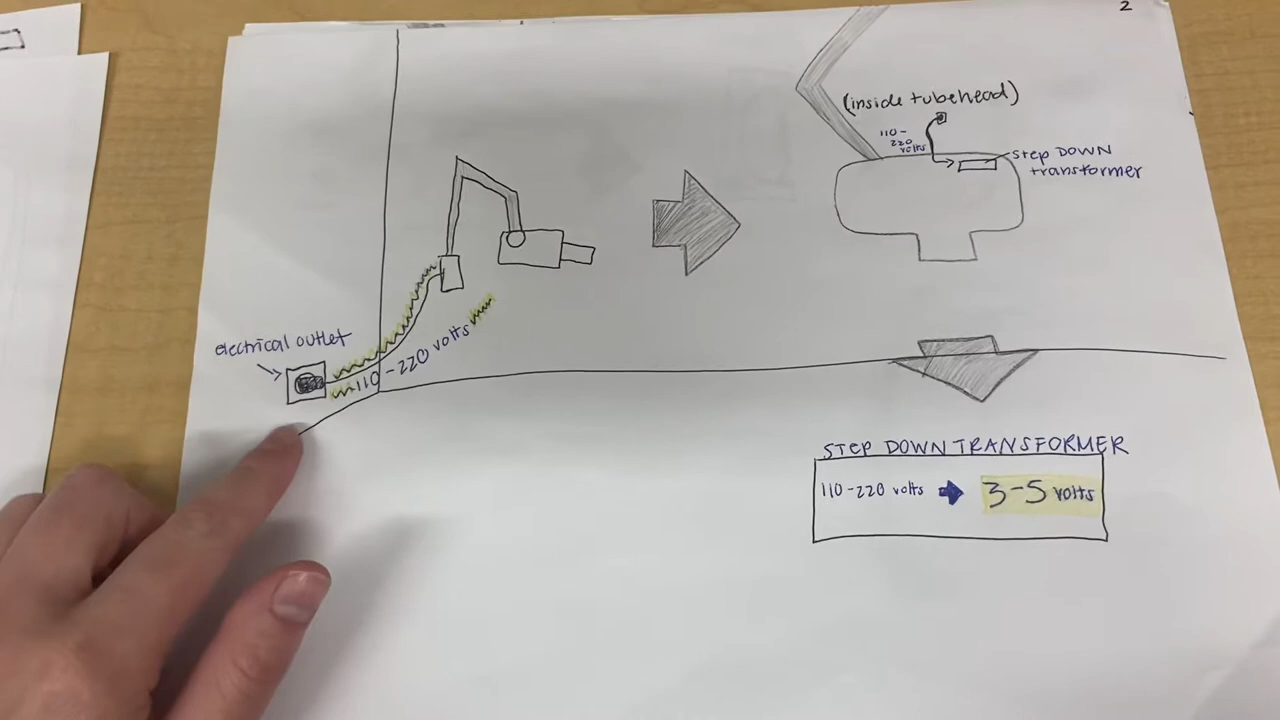 2
(inside tubehead)
110-
220
volts
step DOWN
transformer
electrical outlet
110-220 volts
STEP DOWN TRANSFORMER
110-220 volts
3-5 volts